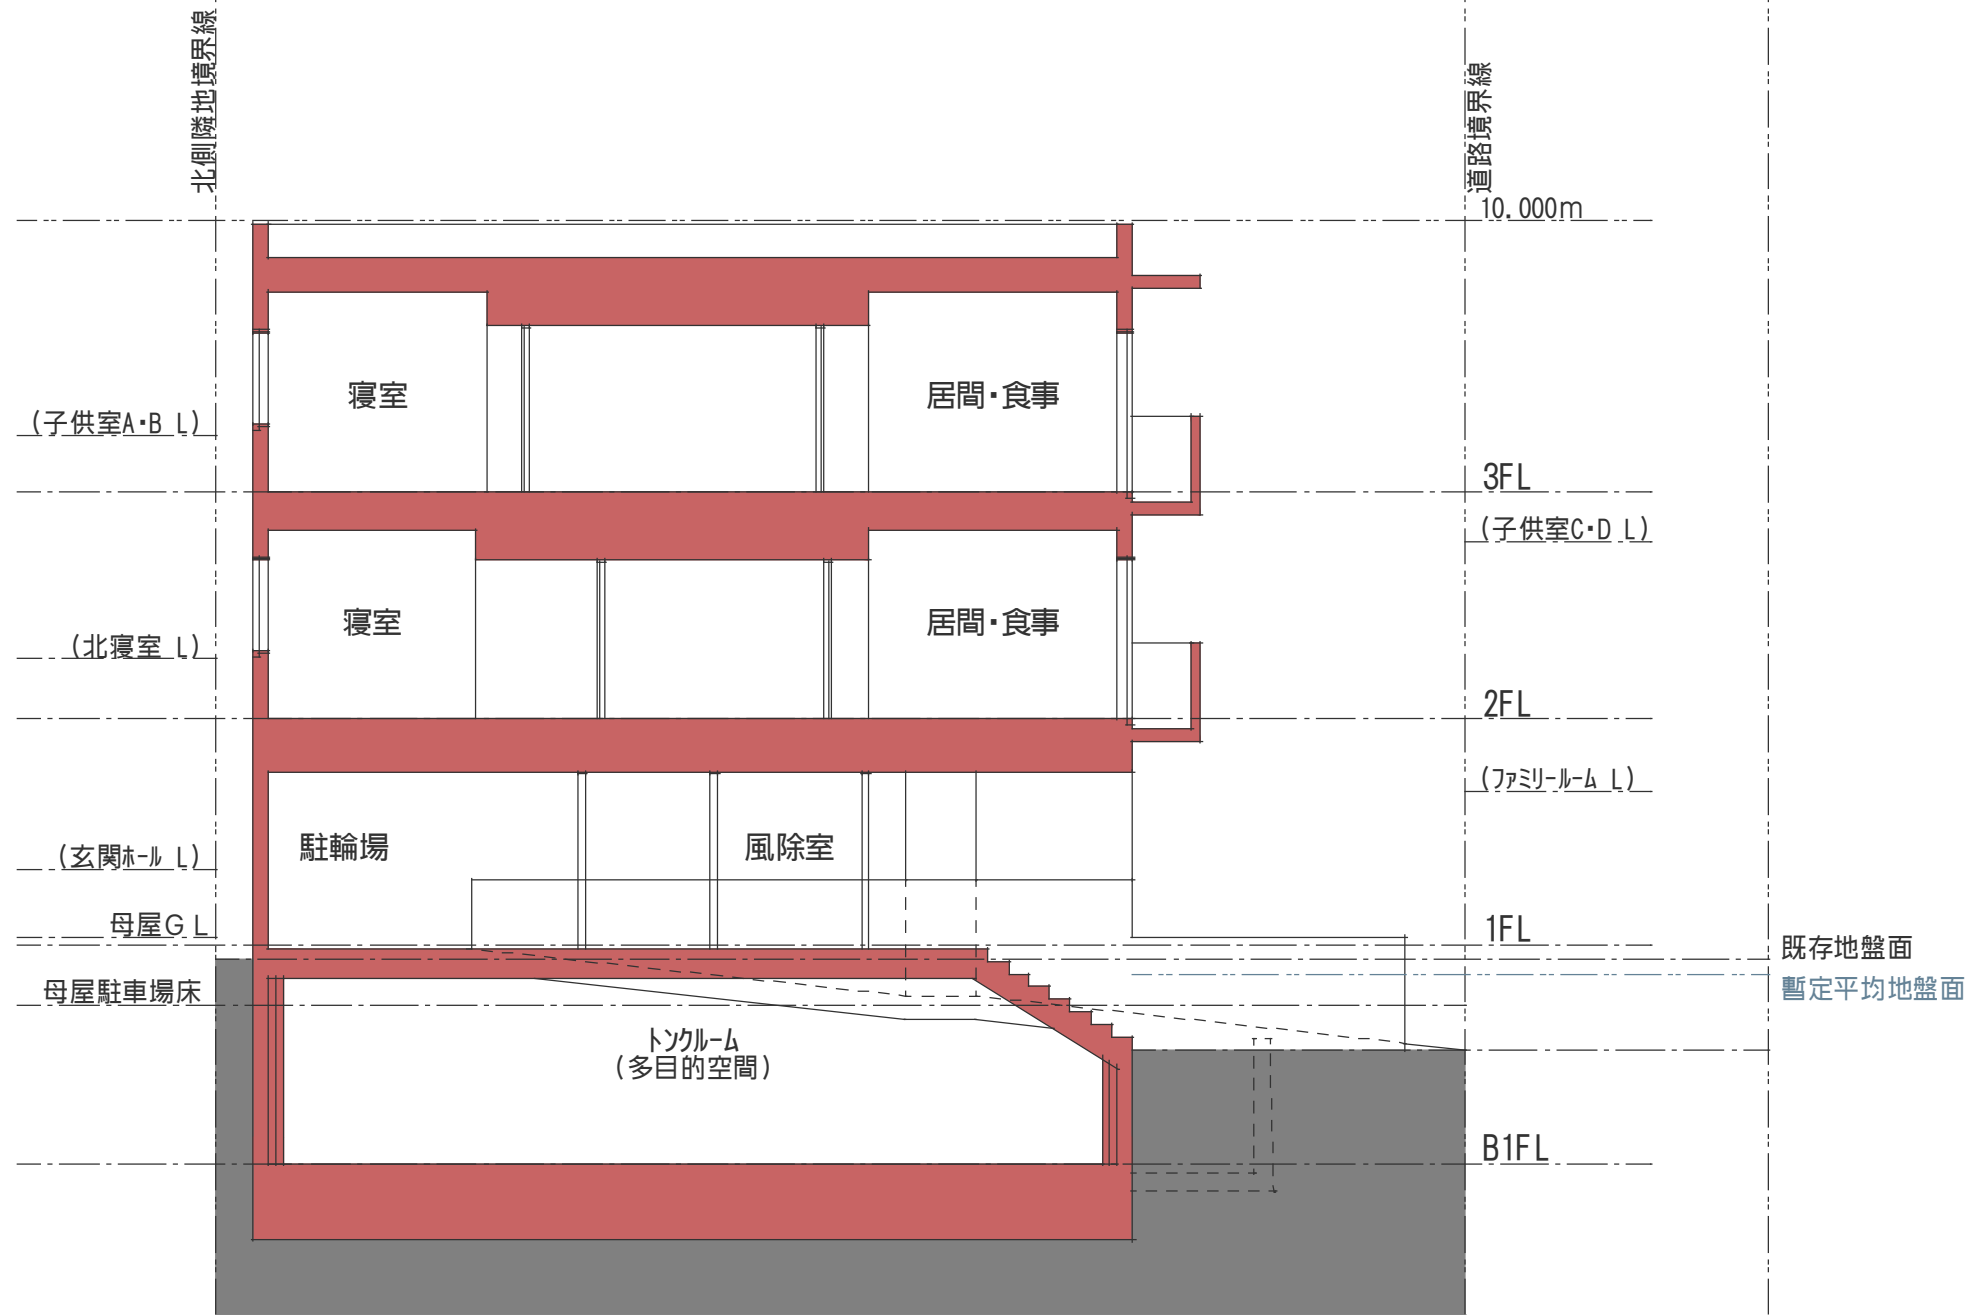 北側隣地境界線
道路境界線
10.000m
寝室
居間・食事
(子供室A・B L)
3FL
(子供室C・D L)
寝室
居間・食事
(北寝室 L)
2FL
(ファミリールーム L)
駐輪場
風除室
(玄関ホール L)
母屋GL
1FL
既存地盤面
母屋駐車場床
暫定平均地盤面
トンクルーム
(多目的空間)
B1FL